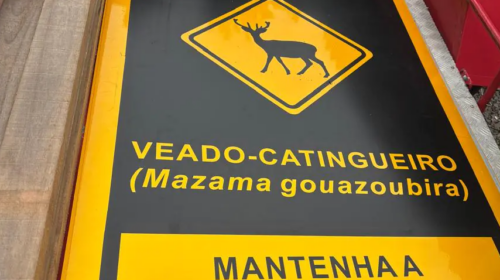 VEADO-CATINGUEIRO
(Mazama gouazoubira)
MANTENHA A